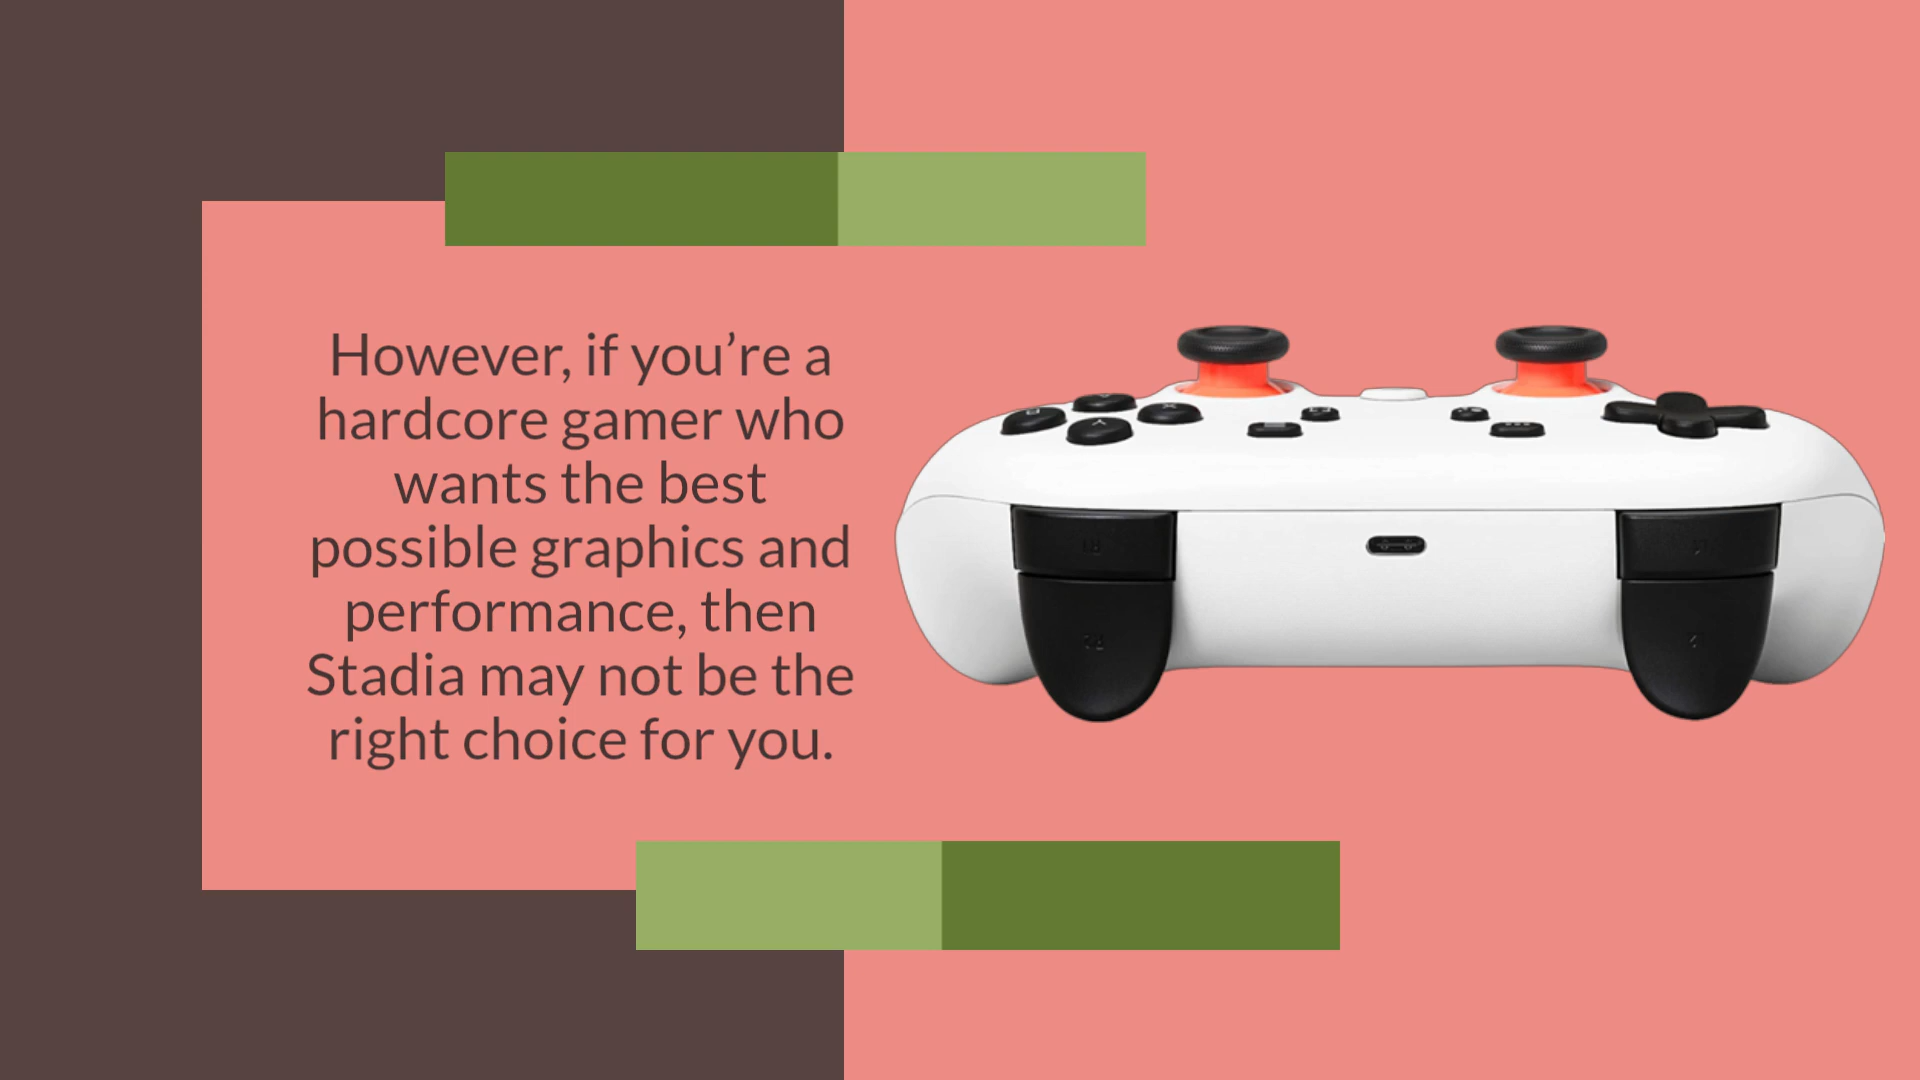 However, if you’re a
hardcore gamer who
wants the best
possible graphics and
performance, then
Stadia may not be the
right choice for you.